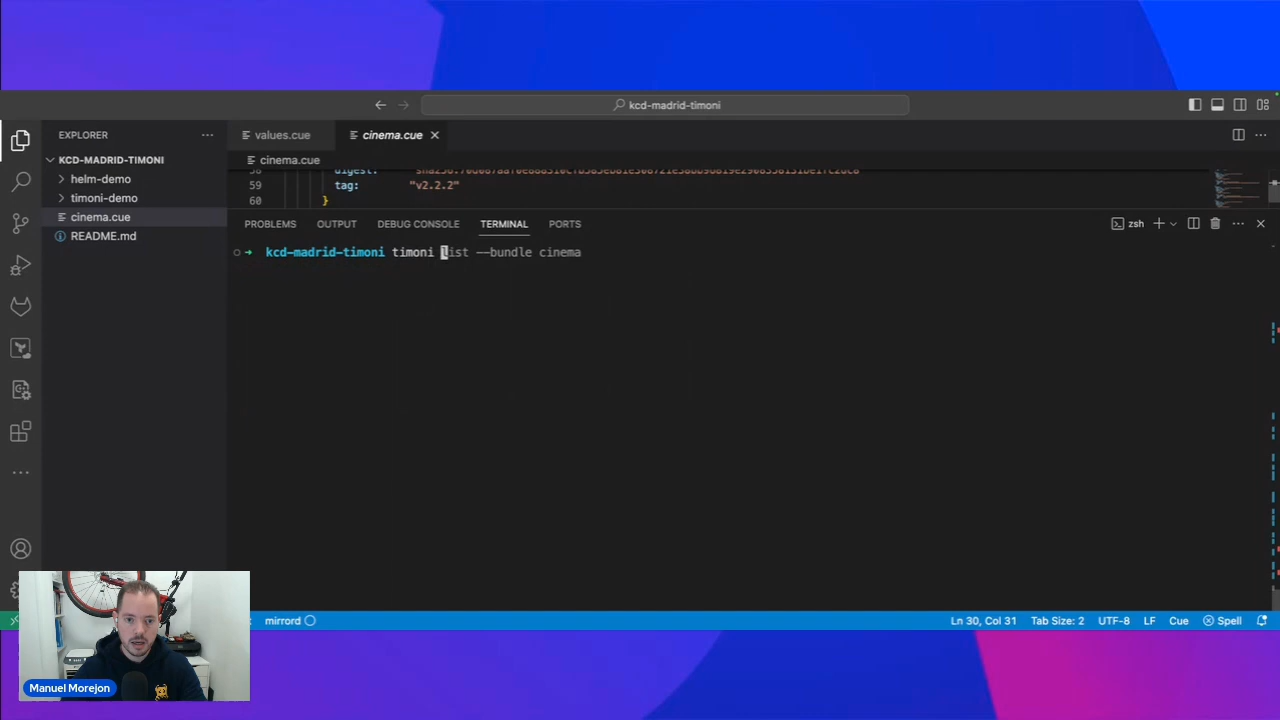 kcd-madrid-timoni
EXPLORER
values.cue
cinema.cue
KCD-MADRID-TIMONI
cinema.cue
helm-demo
timoni-demo
cinema.cue
README.md
digest:
59 tag: "v2.2.2"
60 }
PROBLEMS OUTPUT DEBUG CONSOLE TERMINAL PORTS
zsh
kcd-madrid-timoni timoni list --bundle cinema
mirrord
Ln 30, Col 31 Tab Size: 2 UTF-8 LF Cue Spell
Manuel Morejon